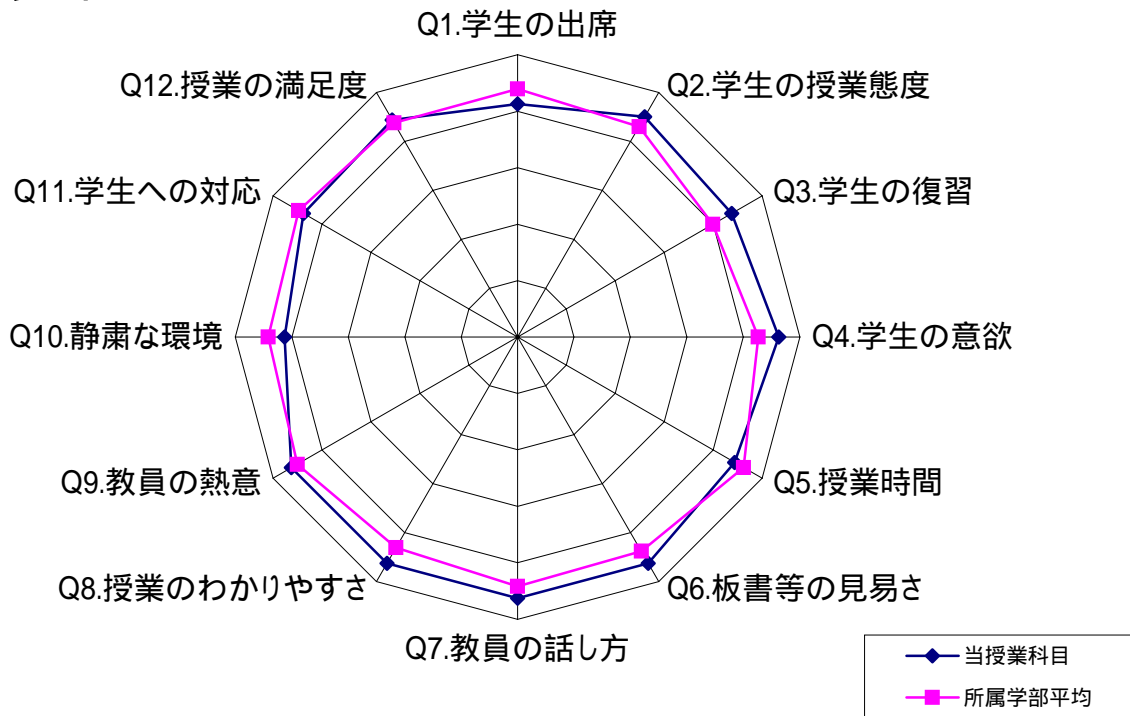 Q1.学生の出席
Q2.学生の授業態度
Q3.学生の復習
Q4.学生の意欲
Q5.授業時間
Q6.板書等の見易さ
Q7.教員の話し方
Q8.授業のわかりやすさ
Q9.教員の熱意
Q10.静粛な環境
Q11.学生への対応
Q12.授業の満足度
当授業科目
所属学部平均